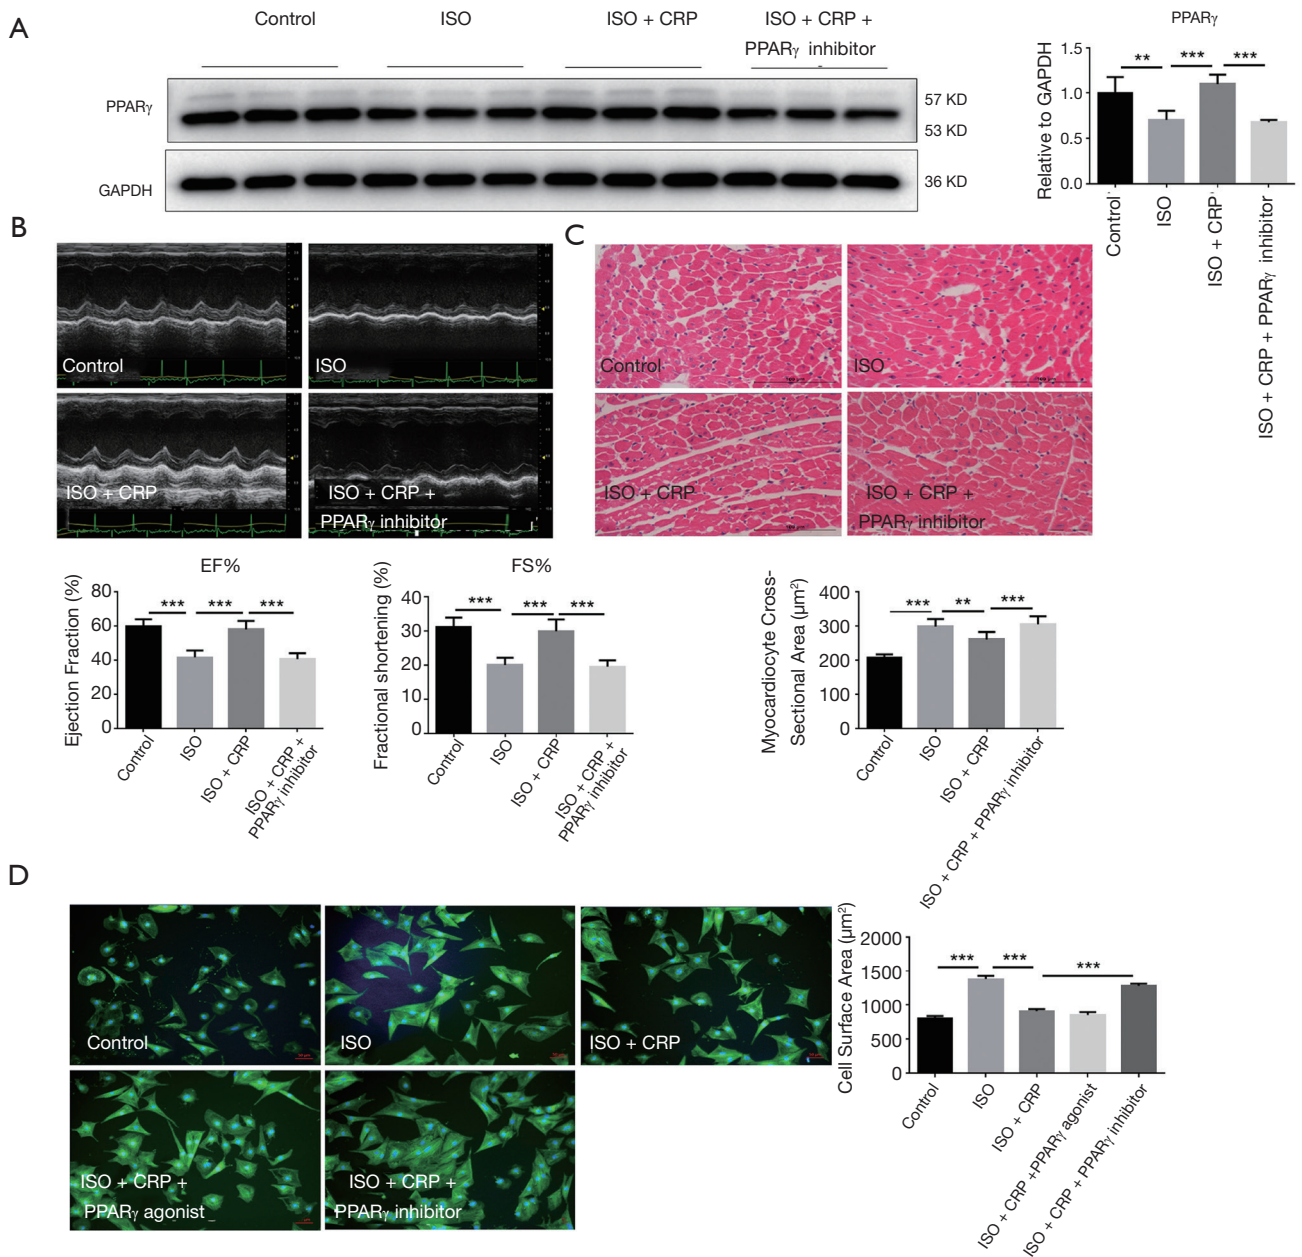 A
Control
ISO
ISO + CRP
ISO + CRP +
PPARγ inhibitor
PPARγ
57 KD
53 KD
GAPDH
36 KD
PPARγ
Relative to GAPDH
1.5
1.0
0.5
0.0
**
***
***
Control
ISO
ISO + CRP
ISO + CRP + PPARγ inhibitor
B
Control
ISO
ISO + CRP
ISO + CRP +
PPARγ inhibitor
EF%
Ejection Fraction (%)
80
60
40
20
0
***
***
***
Control
ISO
ISO + CRP
ISO + CRP +
PPARγ inhibitor
FS%
Fractional shortening (%)
40
30
20
10
0
***
***
***
Control
ISO
ISO + CRP
ISO + CRP +
PPARγ inhibitor
C
Control
ISO
ISO + CRP
ISO + CRP +
PPARγ inhibitor
Myocardiocyte Cross-
Sectional Area (μm²)
400
300
200
100
0
***
**
***
Control
ISO
ISO + CRP
ISO + CRP + PPARγ inhibitor
D
Control
ISO
ISO + CRP
ISO + CRP +
PPARγ agonist
ISO + CRP +
PPARγ inhibitor
Cell Surface Area (μm²)
2000
1500
1000
500
0
***
***
***
Control
ISO
ISO + CRP
ISO + CRP +PPARγ agonist
ISO + CRP + PPARγ inhibitor